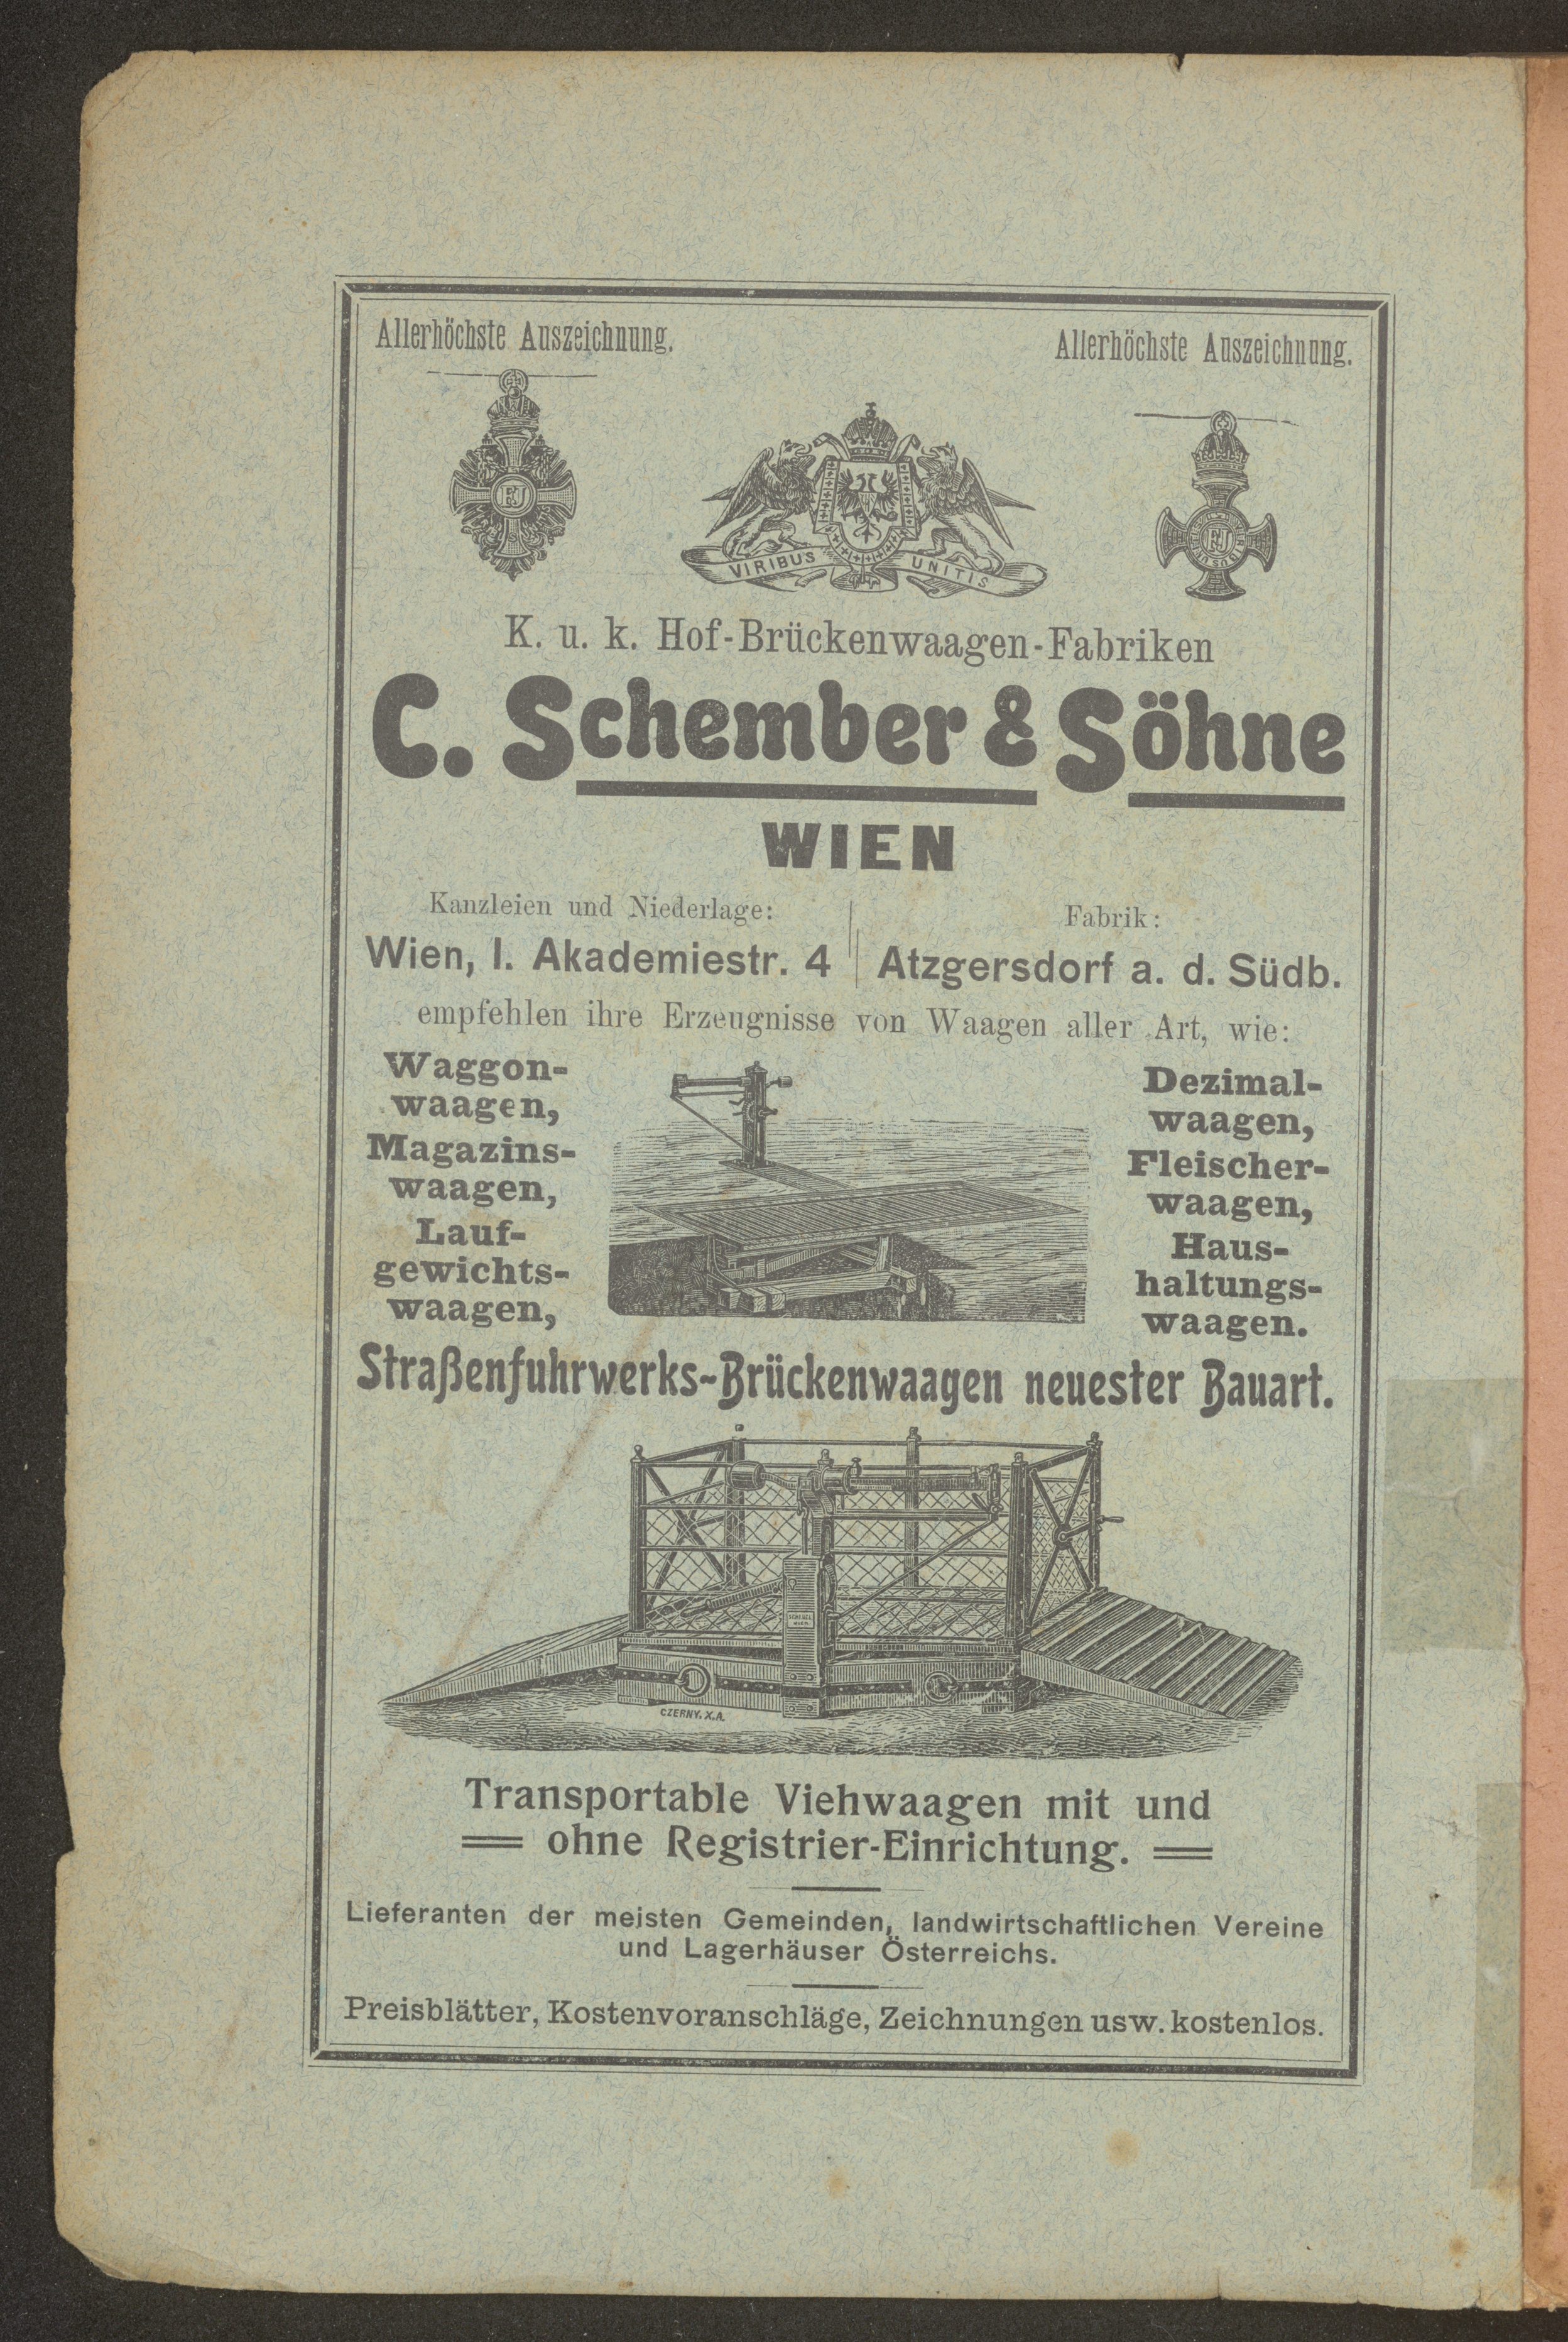 Allerhöchste Auszeichnung.
Allerhöchste Auszeichnung.
FJ
VIRIBUS UNITIS
FJ
K. u. k. Hof-Brückenwaagen-Fabriken
C. Schember & Söhne
WIEN
Kanzleien und Niederlage:
Wien, I. Akademiestr. 4
Fabrik:
Atzgersdorf a. d. Südb.
empfehlen ihre Erzeugnisse von Waagen aller Art, wie:
Waggon-
waagen,
Magazins-
waagen,
Lauf-
gewichts-
waagen,
Dezimal-
waagen,
Fleischer-
waagen,
Haus-
haltungs-
waagen.
Straßenfuhrwerks-Brückenwaagen neuester Bauart.
CZERNY. X.A.
Transportable Viehwaagen mit und
ohne Registrier-Einrichtung.
Lieferanten der meisten Gemeinden, landwirtschaftlichen Vereine
und Lagerhäuser Österreichs.
Preisblätter, Kostenvoranschläge, Zeichnungen usw. kostenlos.